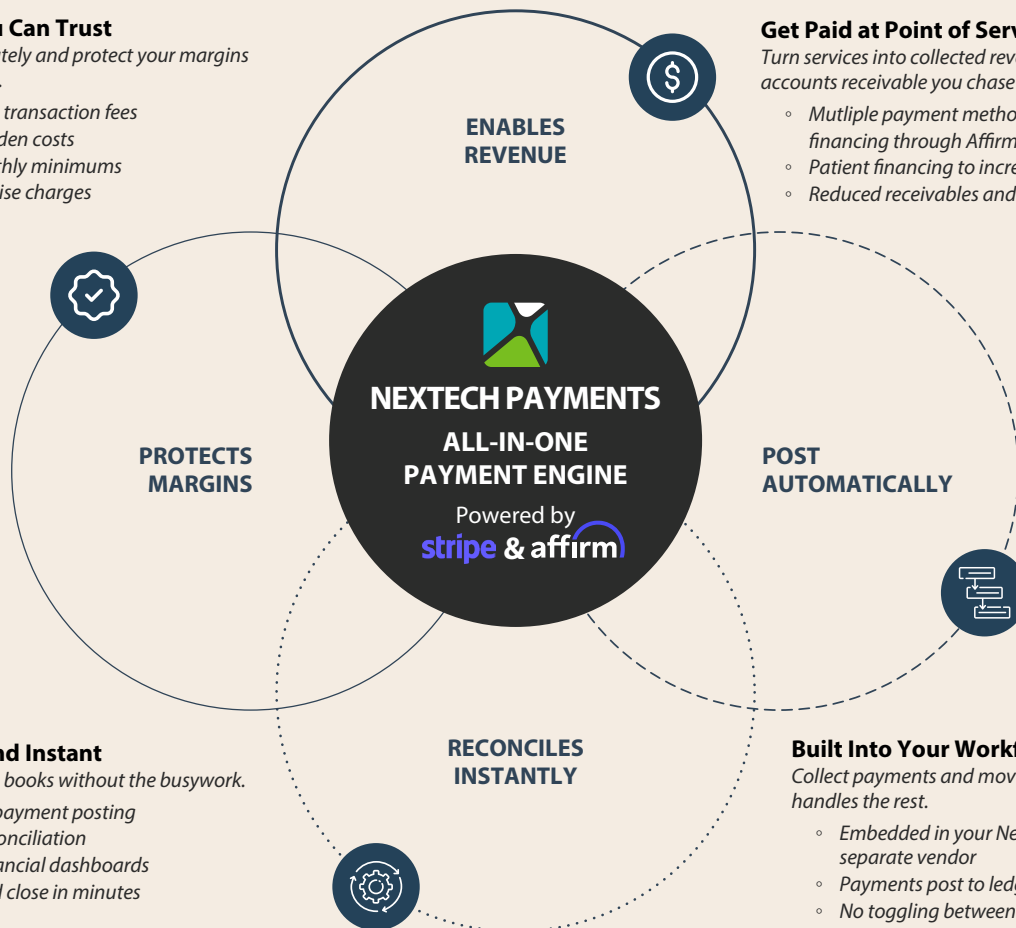 u Can Trust
tely and protect your margins
.
transaction fees
den costs
hly minimums
ise charges
ENABLES
REVENUE
Get Paid at Point of Serv
Turn services into collected reve
accounts receivable you chase
◦ Mutliple payment metho
financing through Affirm
◦ Patient financing to incre
◦ Reduced receivables and
PROTECTS
MARGINS
NEXTECH PAYMENTS
ALL-IN-ONE
PAYMENT ENGINE
Powered by
stripe & affirm
POST
AUTOMATICALLY
RECONCILES
INSTANTLY
nd Instant
books without the busywork.
payment posting
onciliation
ancial dashboards
l close in minutes
Built Into Your Workf
Collect payments and mov
handles the rest.
◦ Embedded in your Ne
separate vendor
◦ Payments post to ledg
◦ No toggling between